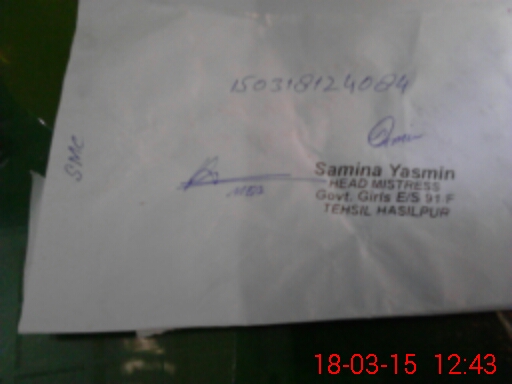 150318124084
SMC
Samina Yasmin
HEAD MISTRESS
Govt. Girls E/S 91 F
TEHSIL HASILPUR
18-03-15 12:43